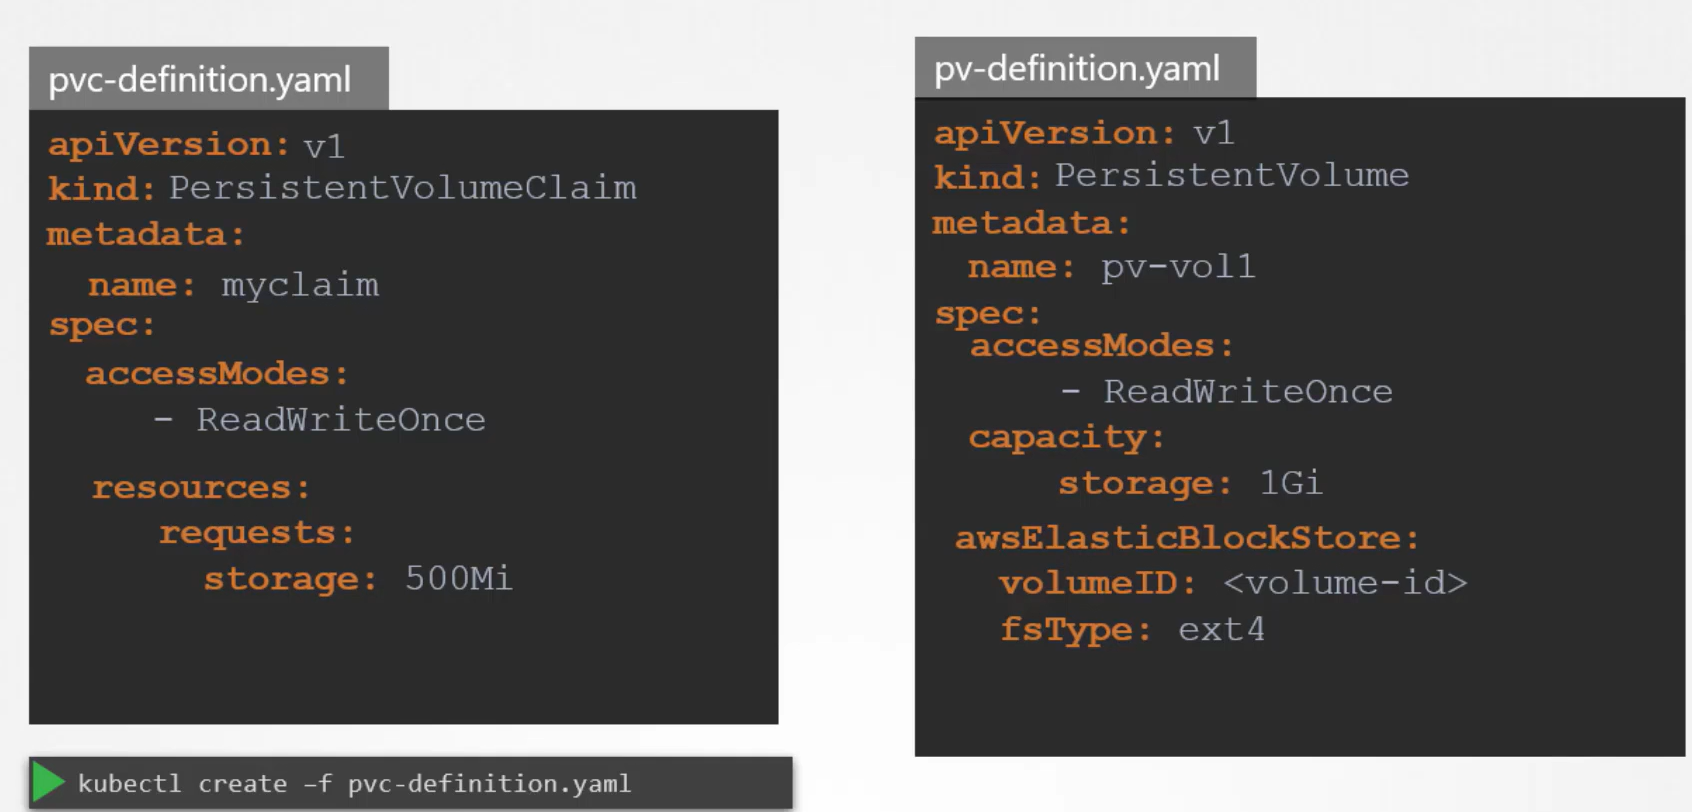 pvc-definition.yaml
apiVersion: v1
kind: PersistentVolumeClaim
metadata:
name: myclaim
spec:
accessModes:
- ReadWriteOnce
resources:
requests:
storage: 500Mi
kubectl create –f pvc-definition.yaml
pv-definition.yaml
apiVersion: v1
kind: PersistentVolume
metadata:
name: pv-vol1
spec:
accessModes:
- ReadWriteOnce
capacity:
storage: 1Gi
awsElasticBlockStore:
volumeID: <volume-id>
fsType: ext4